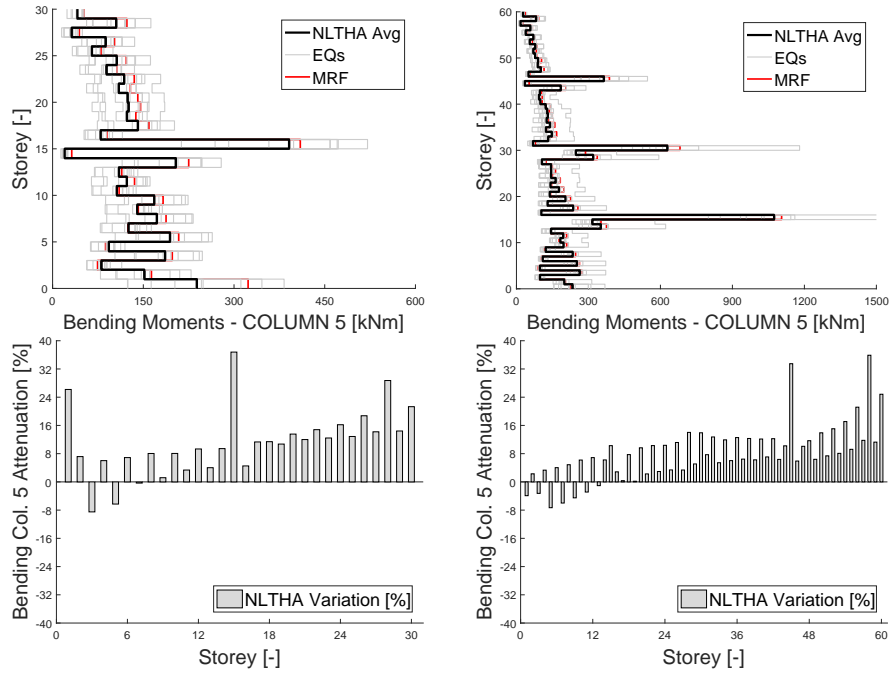 30
25
20
15
10
5
0
Storey [-]
NLTHA Avg
EQs
MRF
0 150 300 450 600
Bending Moments - COLUMN 5 [kNm]
60
50
40
30
20
10
0
Storey [-]
NLTHA Avg
EQs
MRF
0 300 600 900 1200 1500
Bending Moments - COLUMN 5 [kNm]
40
32
24
16
8
0
-8
-16
-24
-32
-40
Bending Col. 5 Attenuation [%]
NLTHA Variation [%]
0 6 12 18 24 30
Storey [-]
40
32
24
16
8
0
-8
-16
-24
-32
-40
Bending Col. 5 Attenuation [%]
NLTHA Variation [%]
0 12 24 36 48 60
Storey [-]